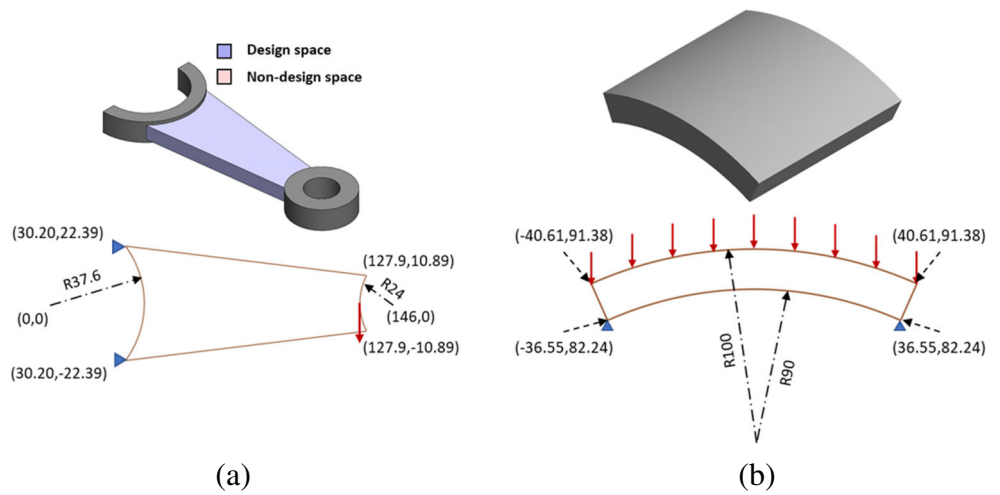 Design space
Non-design space
(30.20,22.39)
R37.6
(0,0)
(30.20,-22.39)
(127.9,10.89)
R24
(146,0)
(127.9,-10.89)
(a)
(-40.61,91.38)
(40.61,91.38)
(-36.55,82.24)
(36.55,82.24)
R100
R90
(b)